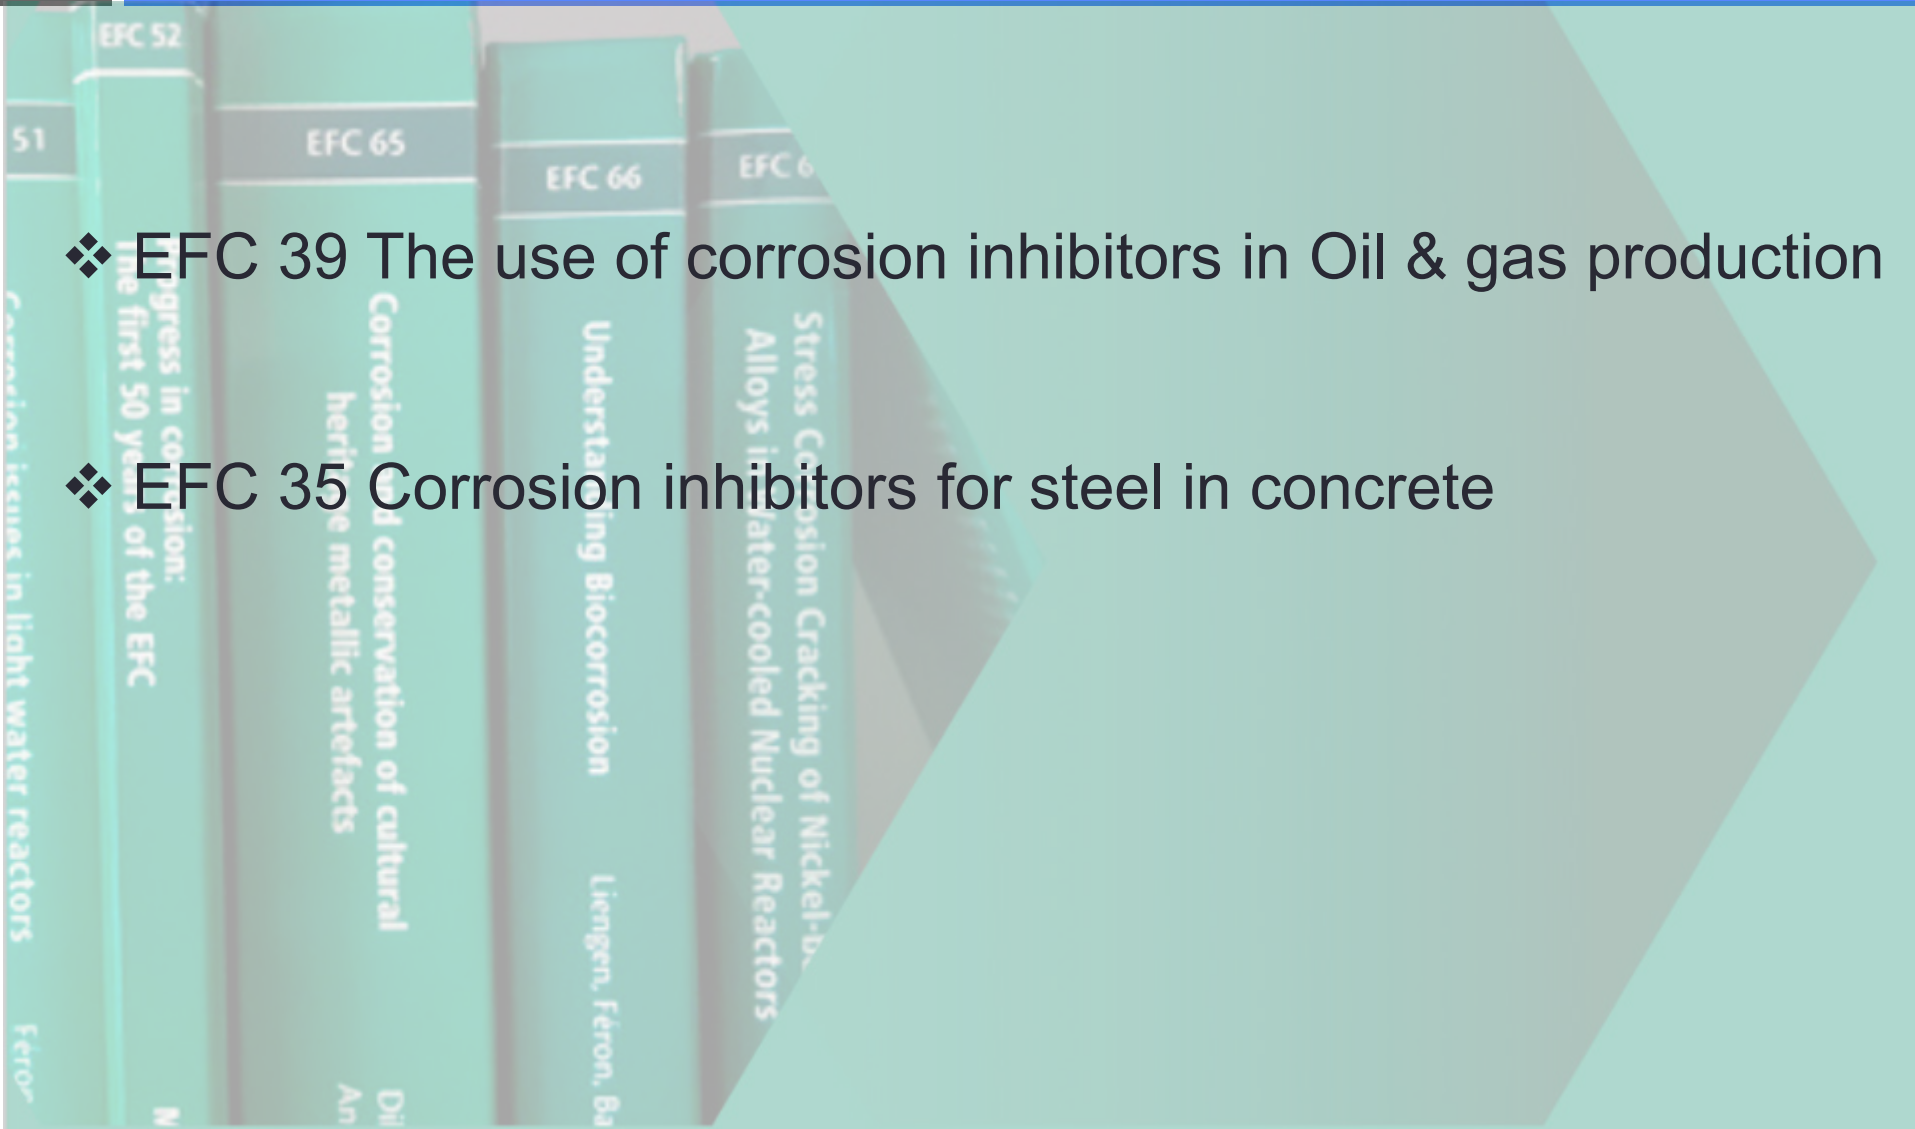 EFC 52
51
EFC 65
EFC 66
EFC 6
❖ EFC 39 The use of corrosion inhibitors in Oil & gas production
❖ EFC 35 Corrosion inhibitors for steel in concrete
Corrosion issues in light water reactors
Féron
in corrosion:
The first 50 years of the EFC
Corrosion and conservation of cultural
heritage metallic artefacts
Understanding Biocorrosion
Liengen, Féron, Ba
Stress Corrosion Cracking of Nickel-b
Alloys in Water-cooled Nuclear Reactors